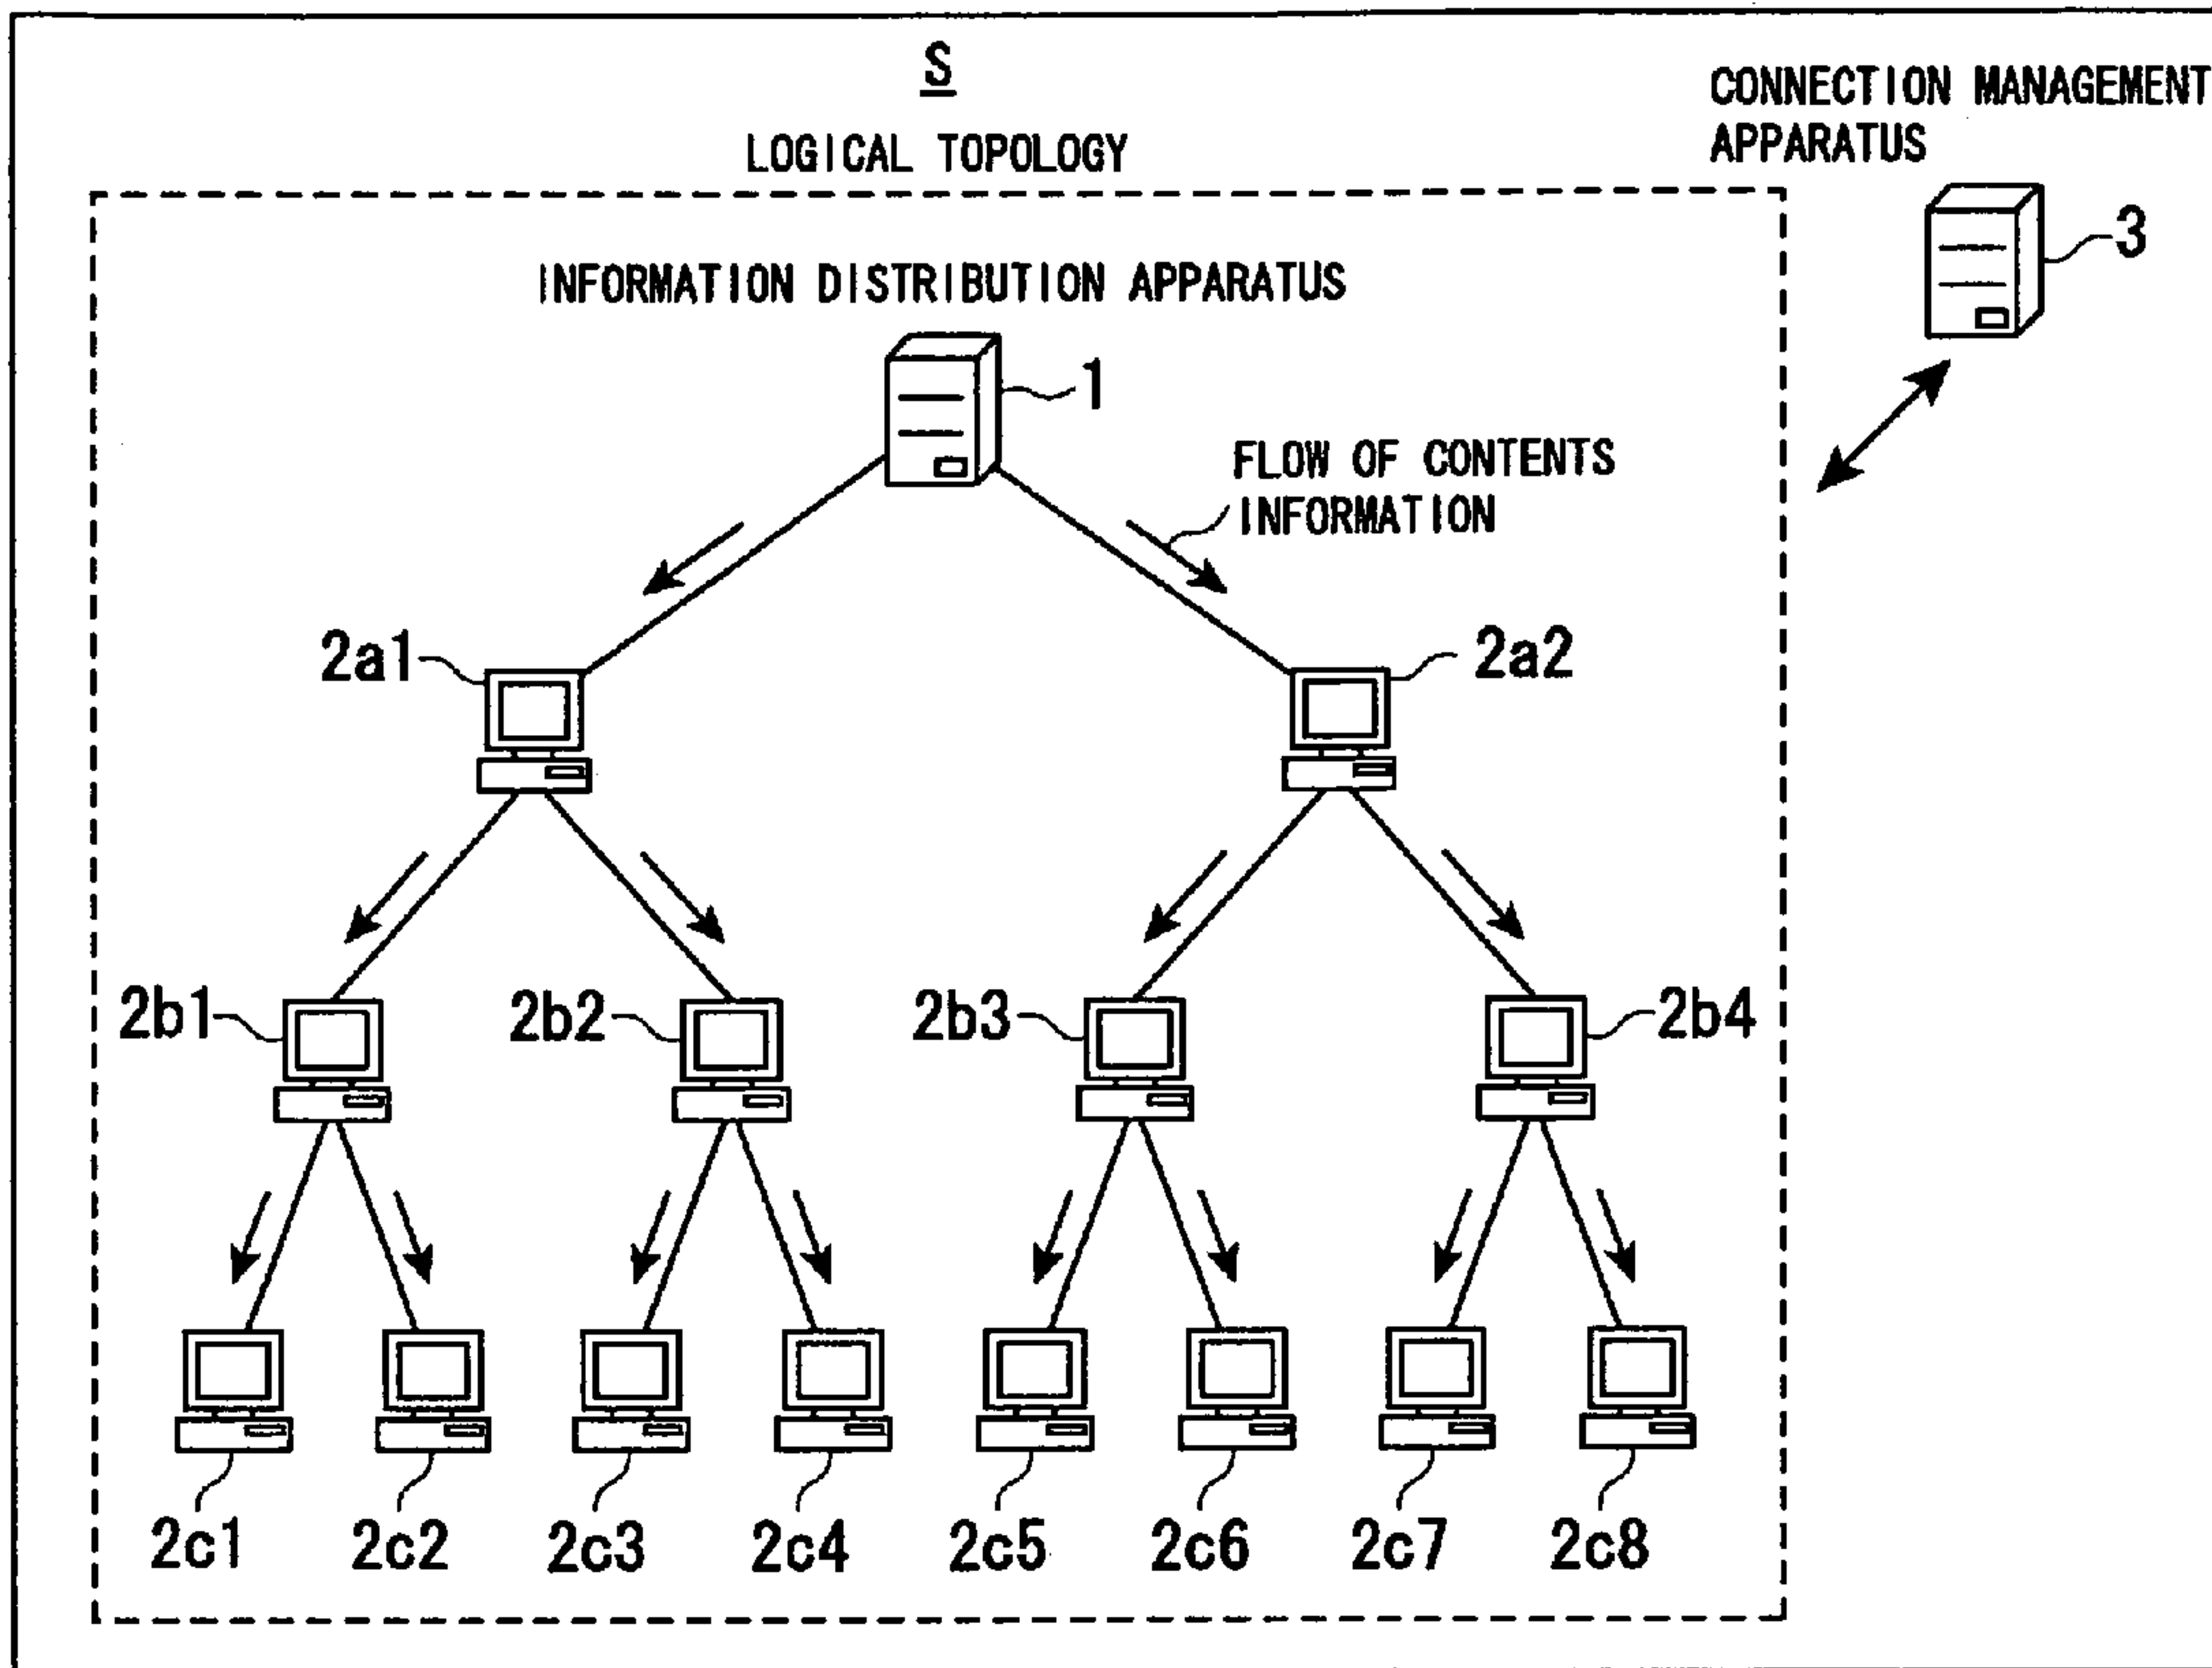 S
CONNECTION MANAGEMENT
APPARATUS
LOGICAL TOPOLOGY
3
INFORMATION DISTRIBUTION APPARATUS
1
FLOW OF CONTENTS
INFORMATION
2a1
2a2
2b1
2b2
2b3
2b4
2c1
2c2
2c3
2c4
2c5
2c6
2c7
2c8